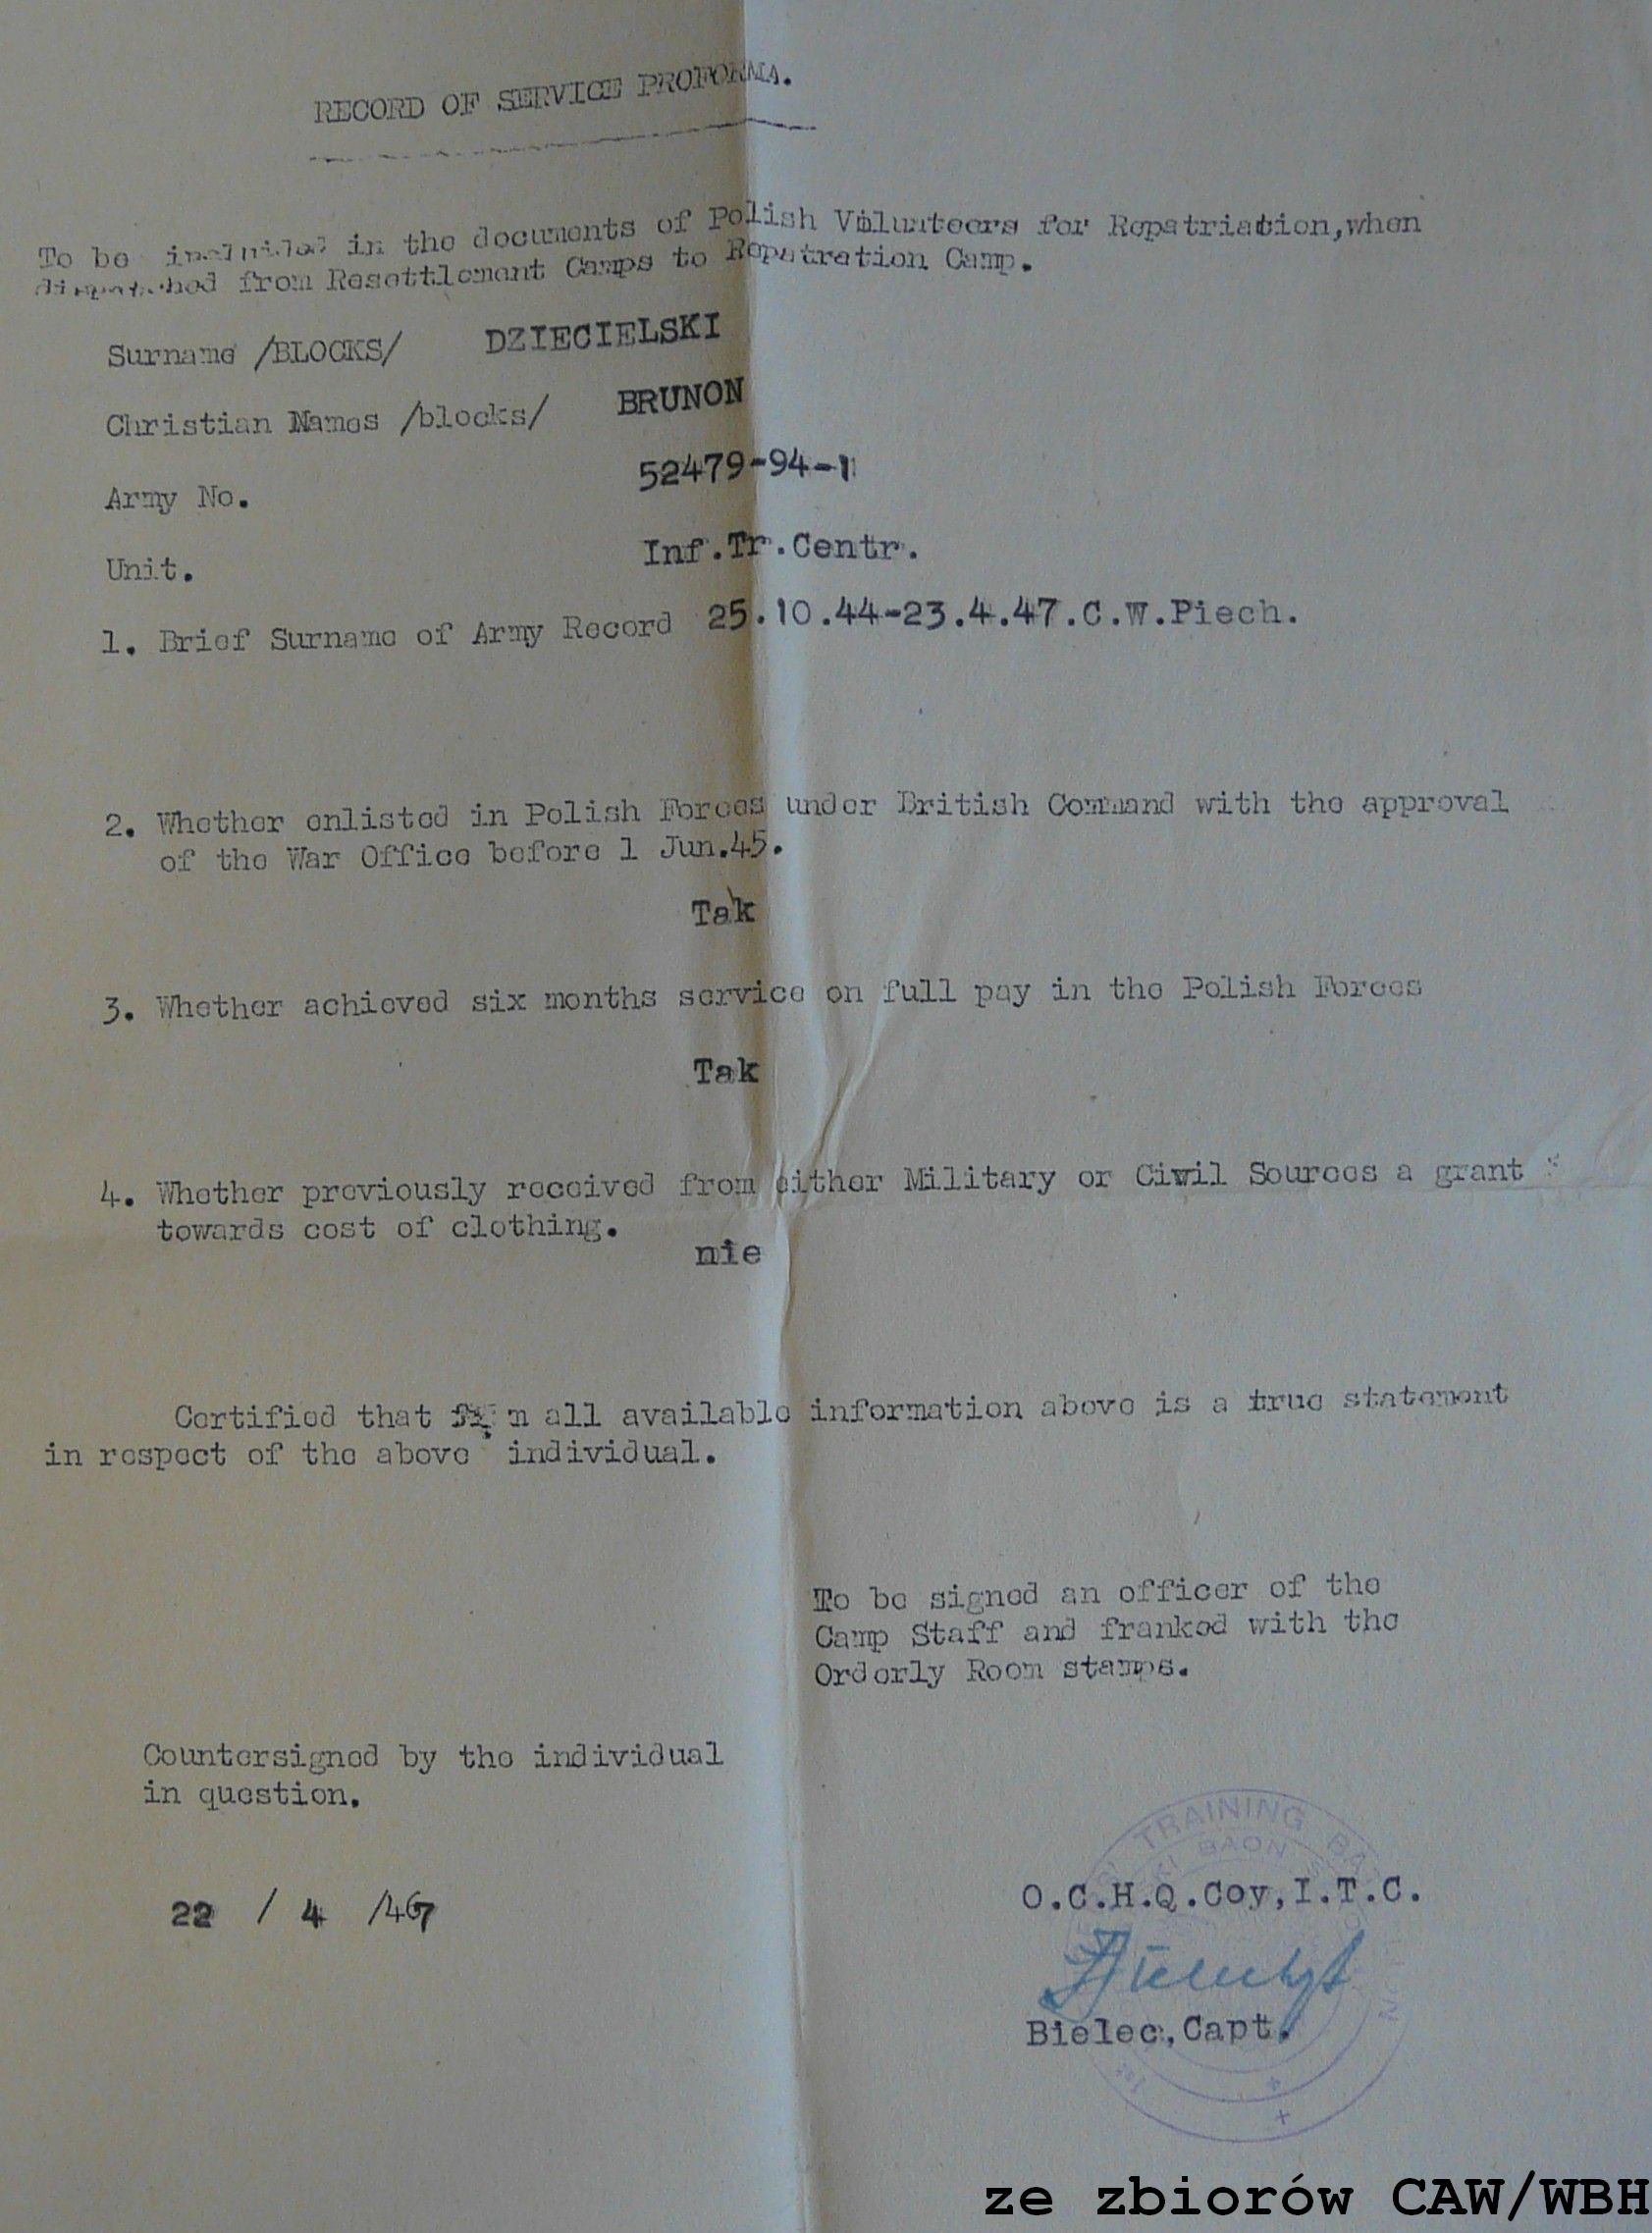 RECORD OF SERVICE PROFORMA.
To be included in the documents of Polish Volunteers for Repatriation,when
dispatched from Resettlement Camps to Repatration Camp.
Surname /BLOCKS/ DZIECIELSKI
Christian Names /blocks/ BRUNON
Army No. 52479-94-1
Unit. Inf.Tr.Centr.
1. Brief Surname of Army Record 25.10.44-23.4.47.C.W.Piech.
2. Whether enlisted in Polish Forces under British Command with the approval
of the War Office before 1 Jun.45.
Tak
3. Whether achieved six months service on full pay in the Polish Forces
Tak
4. Whether previously received from either Military or Civil Sources a grant
towards cost of clothing.
nie
Certified that all available information above is a true statement
in respect of the above individual.
To be signed an officer of the
Camp Staff and franked with the
Orderly Room stamps.
Countersigned by the individual
in question.
22 / 4 /47
TRAINING
BAON
1st
O.C.H.Q.Coy,I.T.C.
Bielec,Capt.
ze zbiorów CAW/WBH